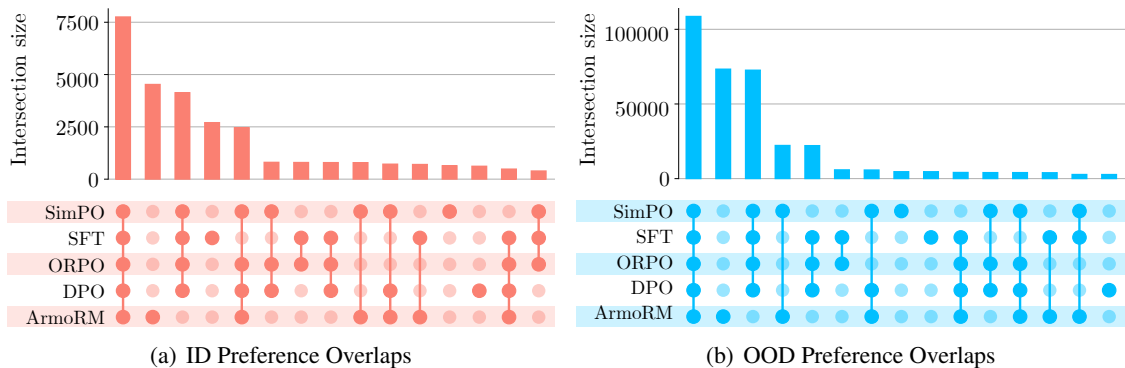 Intersection size
7500
5000
2500
0
SimPO
SFT
ORPO
DPO
ArmoRM
(a) ID Preference Overlaps
Intersection size
100000
50000
0
SimPO
SFT
ORPO
DPO
ArmoRM
(b) OOD Preference Overlaps